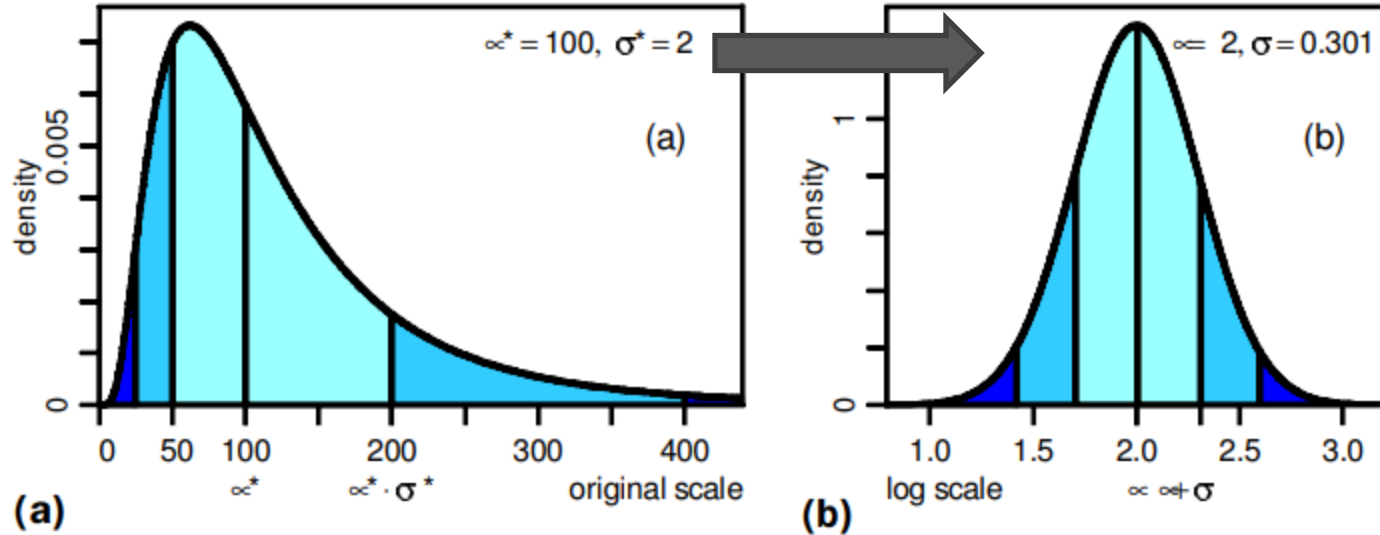 ∝* = 100, σ* = 2
(a)
density
0.005
0
0 50 100 200 300 400
∝* ∝* · σ* original scale
(a)
∝= 2, σ = 0.301
(b)
density
1
0
1.0 1.5 2.0 2.5 3.0
log scale ∝ ∝+ σ
(b)